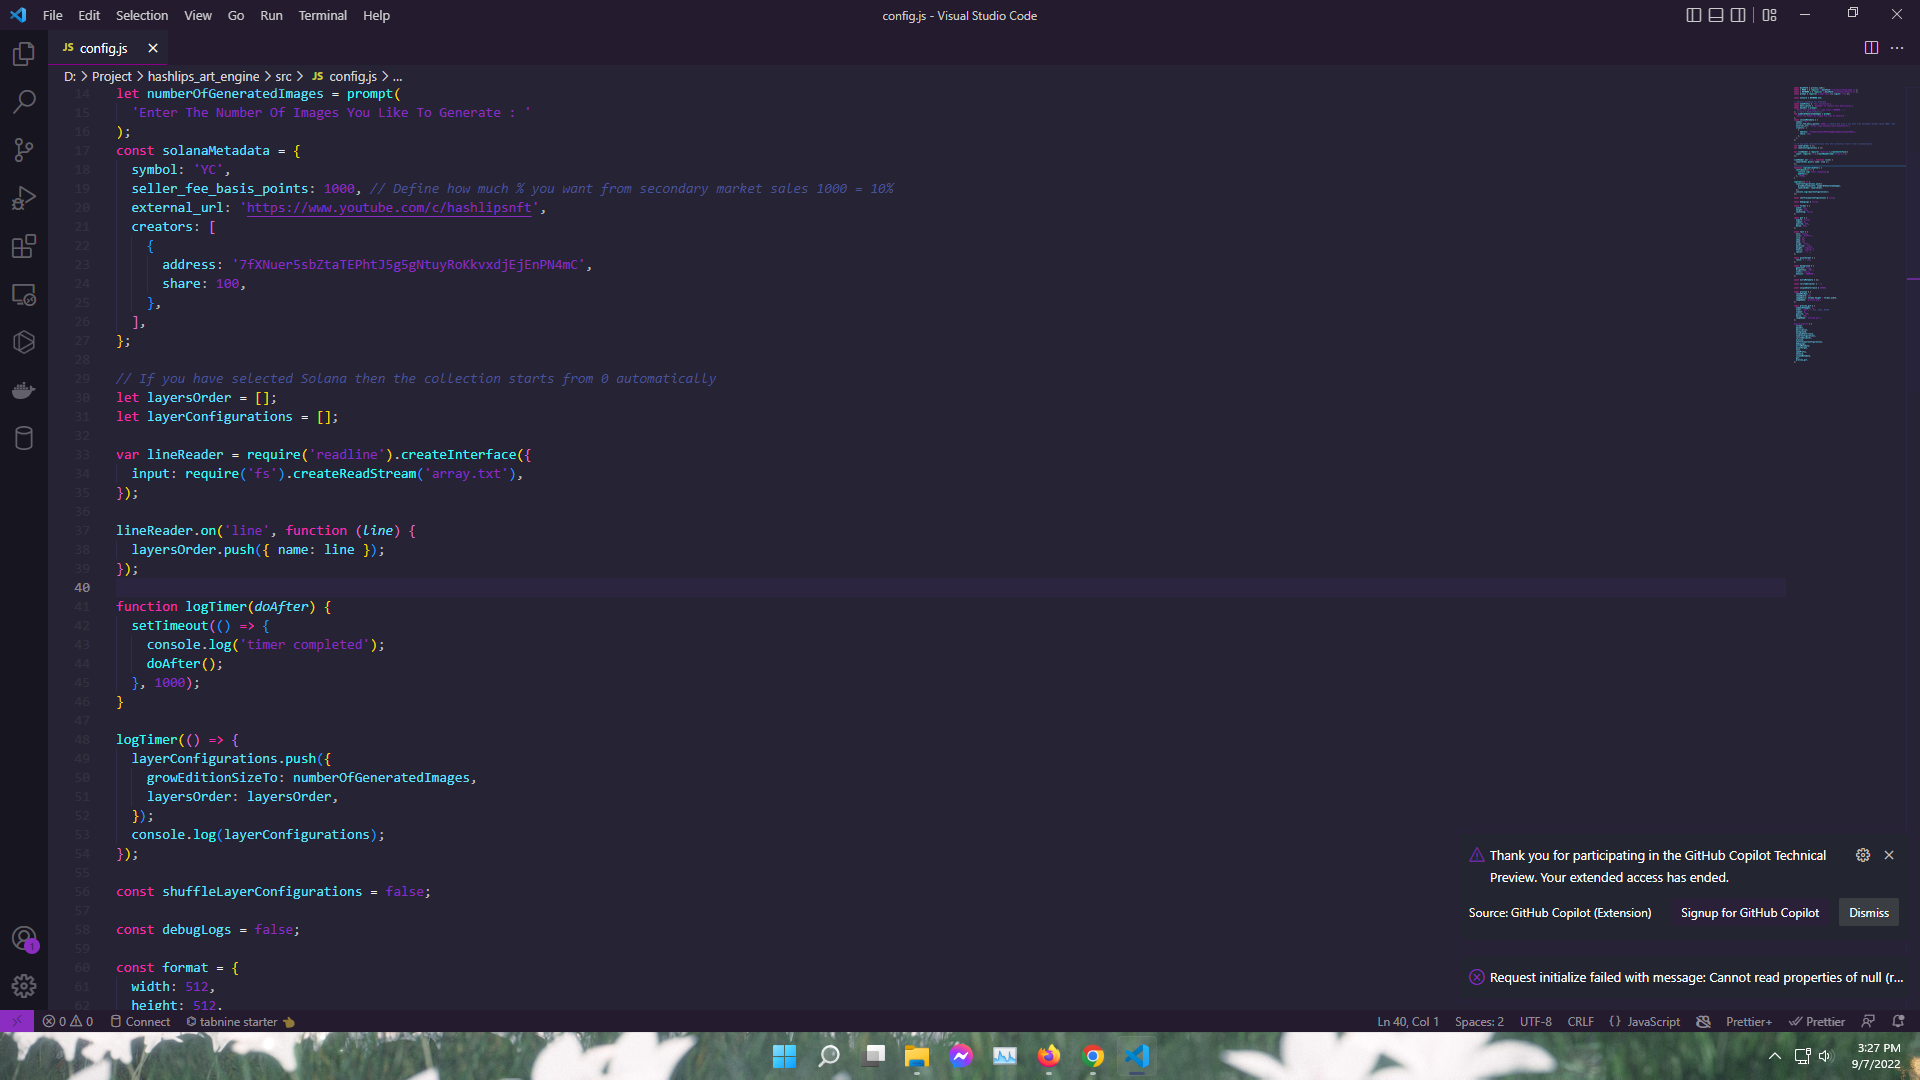 File Edit Selection View Go Run Terminal Help
config.js - Visual Studio Code
JS config.js
D: > Project > hashlips_art_engine > src > JS config.js > ...
14 let numberOfGeneratedImages = prompt(
15 'Enter The Number Of Images You Like To Generate : '
16 );
17 const solanaMetadata = {
18 symbol: 'YC',
19 seller_fee_basis_points: 1000, // Define how much % you want from secondary market sales 1000 = 10%
20 external_url: 'https://www.youtube.com/c/hashlipsnft',
21 creators: [
22 {
23 address: '7fXNuer5sbZtaTEPhtJ5g5gNtuyRoKkvxdjEjEnPN4mC',
24 share: 100,
25 },
26 ],
27 };
28
29 // If you have selected Solana then the collection starts from 0 automatically
30 let layersOrder = [];
31 let layerConfigurations = [];
32
33 var lineReader = require('readline').createInterface({
34 input: require('fs').createReadStream('array.txt'),
35 });
36
37 lineReader.on('line', function (line) {
38 layersOrder.push({ name: line });
39 });
40
41 function logTimer(doAfter) {
42 setTimeout(() => {
43 console.log('timer completed');
44 doAfter();
45 }, 1000);
46 }
47
48 logTimer(() => {
49 layerConfigurations.push({
50 growEditionSizeTo: numberOfGeneratedImages,
51 layersOrder: layersOrder,
52 });
53 console.log(layerConfigurations);
54 });
55
56 const shuffleLayerConfigurations = false;
57
58 const debugLogs = false;
59
60 const format = {
61 width: 512,
62 height: 512,
Thank you for participating in the GitHub Copilot Technical
Preview. Your extended access has ended.
Source: GitHub Copilot (Extension)
Signup for GitHub Copilot
Dismiss
Request initialize failed with message: Cannot read properties of null (r...
1
0 0 Connect tabnine starter
Ln 40, Col 1 Spaces: 2 UTF-8 CRLF {} JavaScript Prettier+ Prettier
3:27 PM
9/7/2022